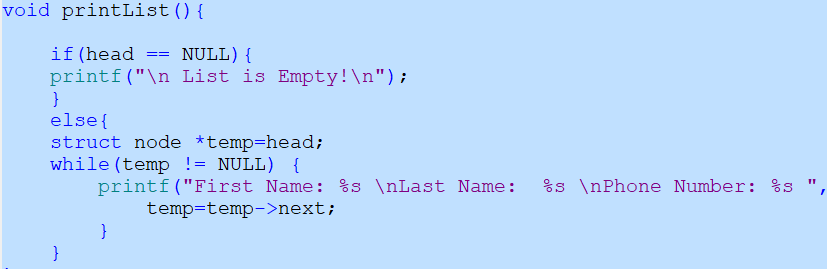 void printList(){
if(head == NULL){
printf("\n List is Empty!\n");
}
else{
struct node *temp=head;
while(temp != NULL) {
printf("First Name: %s \nLast Name:  %s \nPhone Number: %s ",
temp=temp->next;
}
}